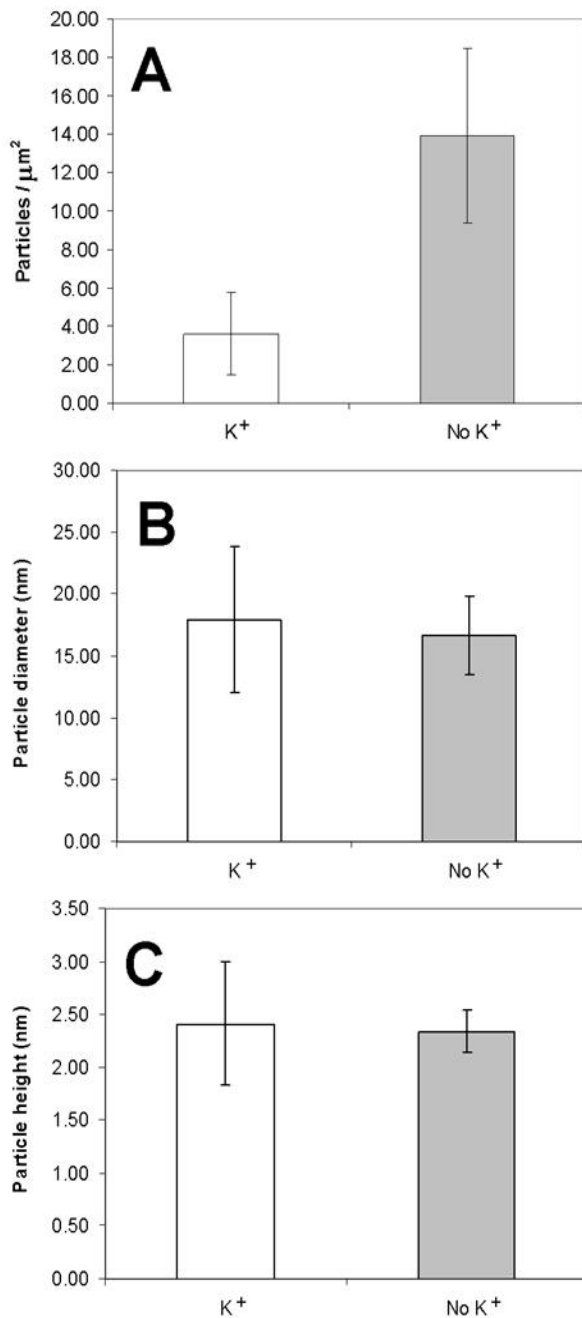 A
Particles / μm²
20.00
18.00
16.00
14.00
12.00
10.00
8.00
6.00
4.00
2.00
0.00
K⁺
No K⁺
B
Particle diameter (nm)
30.00
25.00
20.00
15.00
10.00
5.00
0.00
K⁺
No K⁺
C
Particle height (nm)
3.50
3.00
2.50
2.00
1.50
1.00
0.50
0.00
K⁺
No K⁺